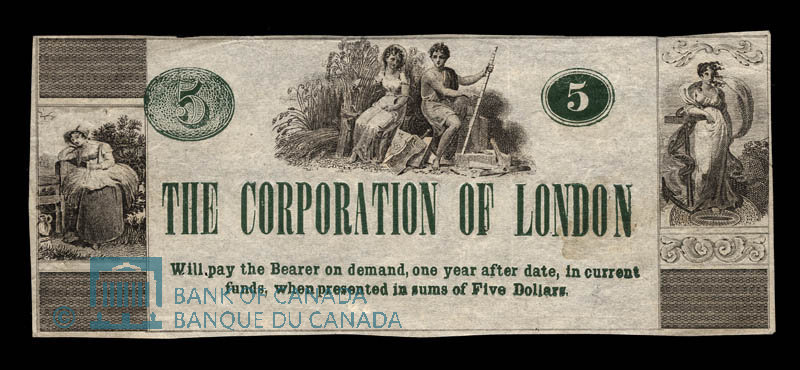 5
5
THE CORPORATION OF LONDON
Will pay the Bearer on demand, one year after date, in current
funds, when presented in sums of Five Dollars.
© BANK OF CANADA
BANQUE DU CANADA